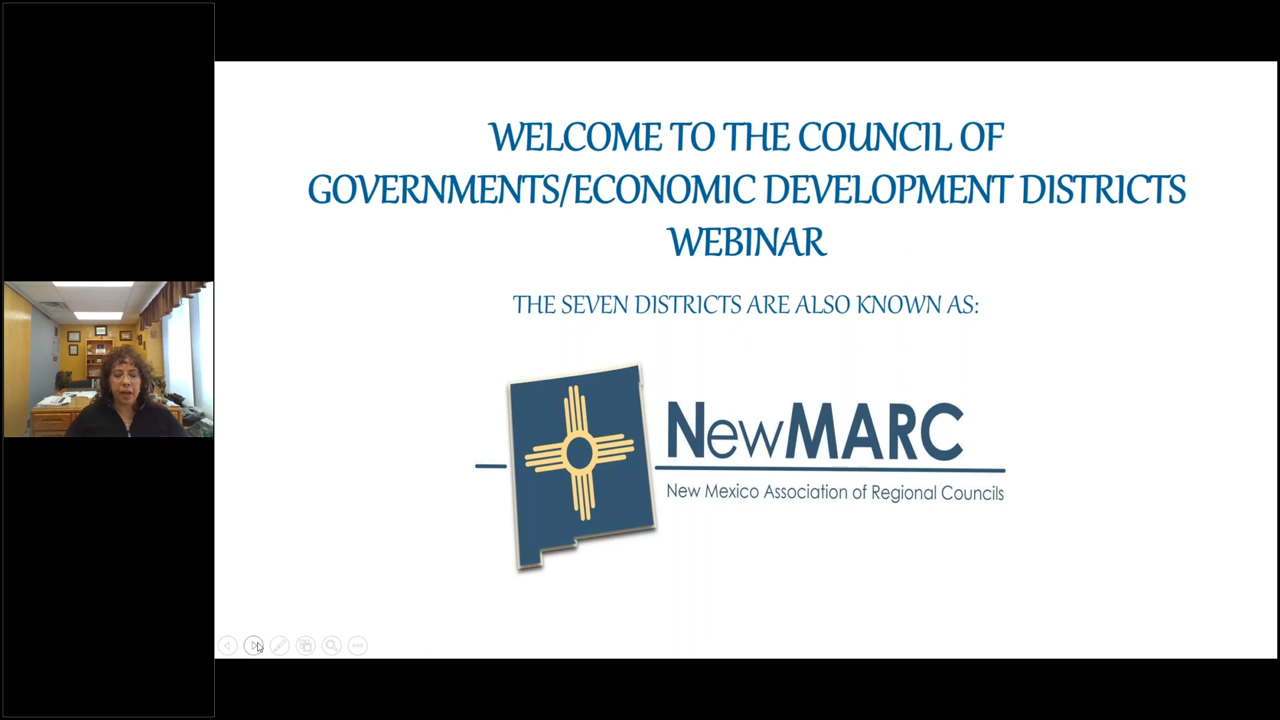 WELCOME TO THE COUNCIL OF
GOVERNMENTS/ECONOMIC DEVELOPMENT DISTRICTS
WEBINAR
THE SEVEN DISTRICTS ARE ALSO KNOWN AS:
NewMARC
New Mexico Association of Regional Councils